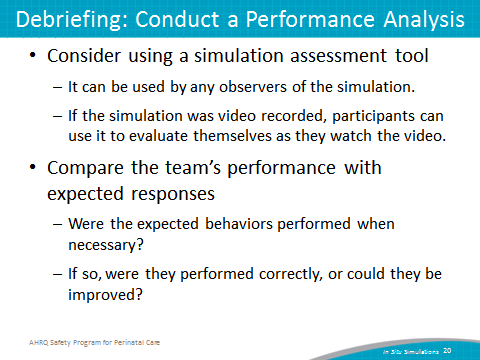 Debriefing: Conduct a Performance Analysis
• Consider using a simulation assessment tool
– It can be used by any observers of the simulation.
– If the simulation was video recorded, participants can
use it to evaluate themselves as they watch the video.
• Compare the team’s performance with
expected responses
– Were the expected behaviors performed when
necessary?
– If so, were they performed correctly, or could they be
improved?
AHRQ Safety Program for Perinatal Care
In Situ Simulations 20